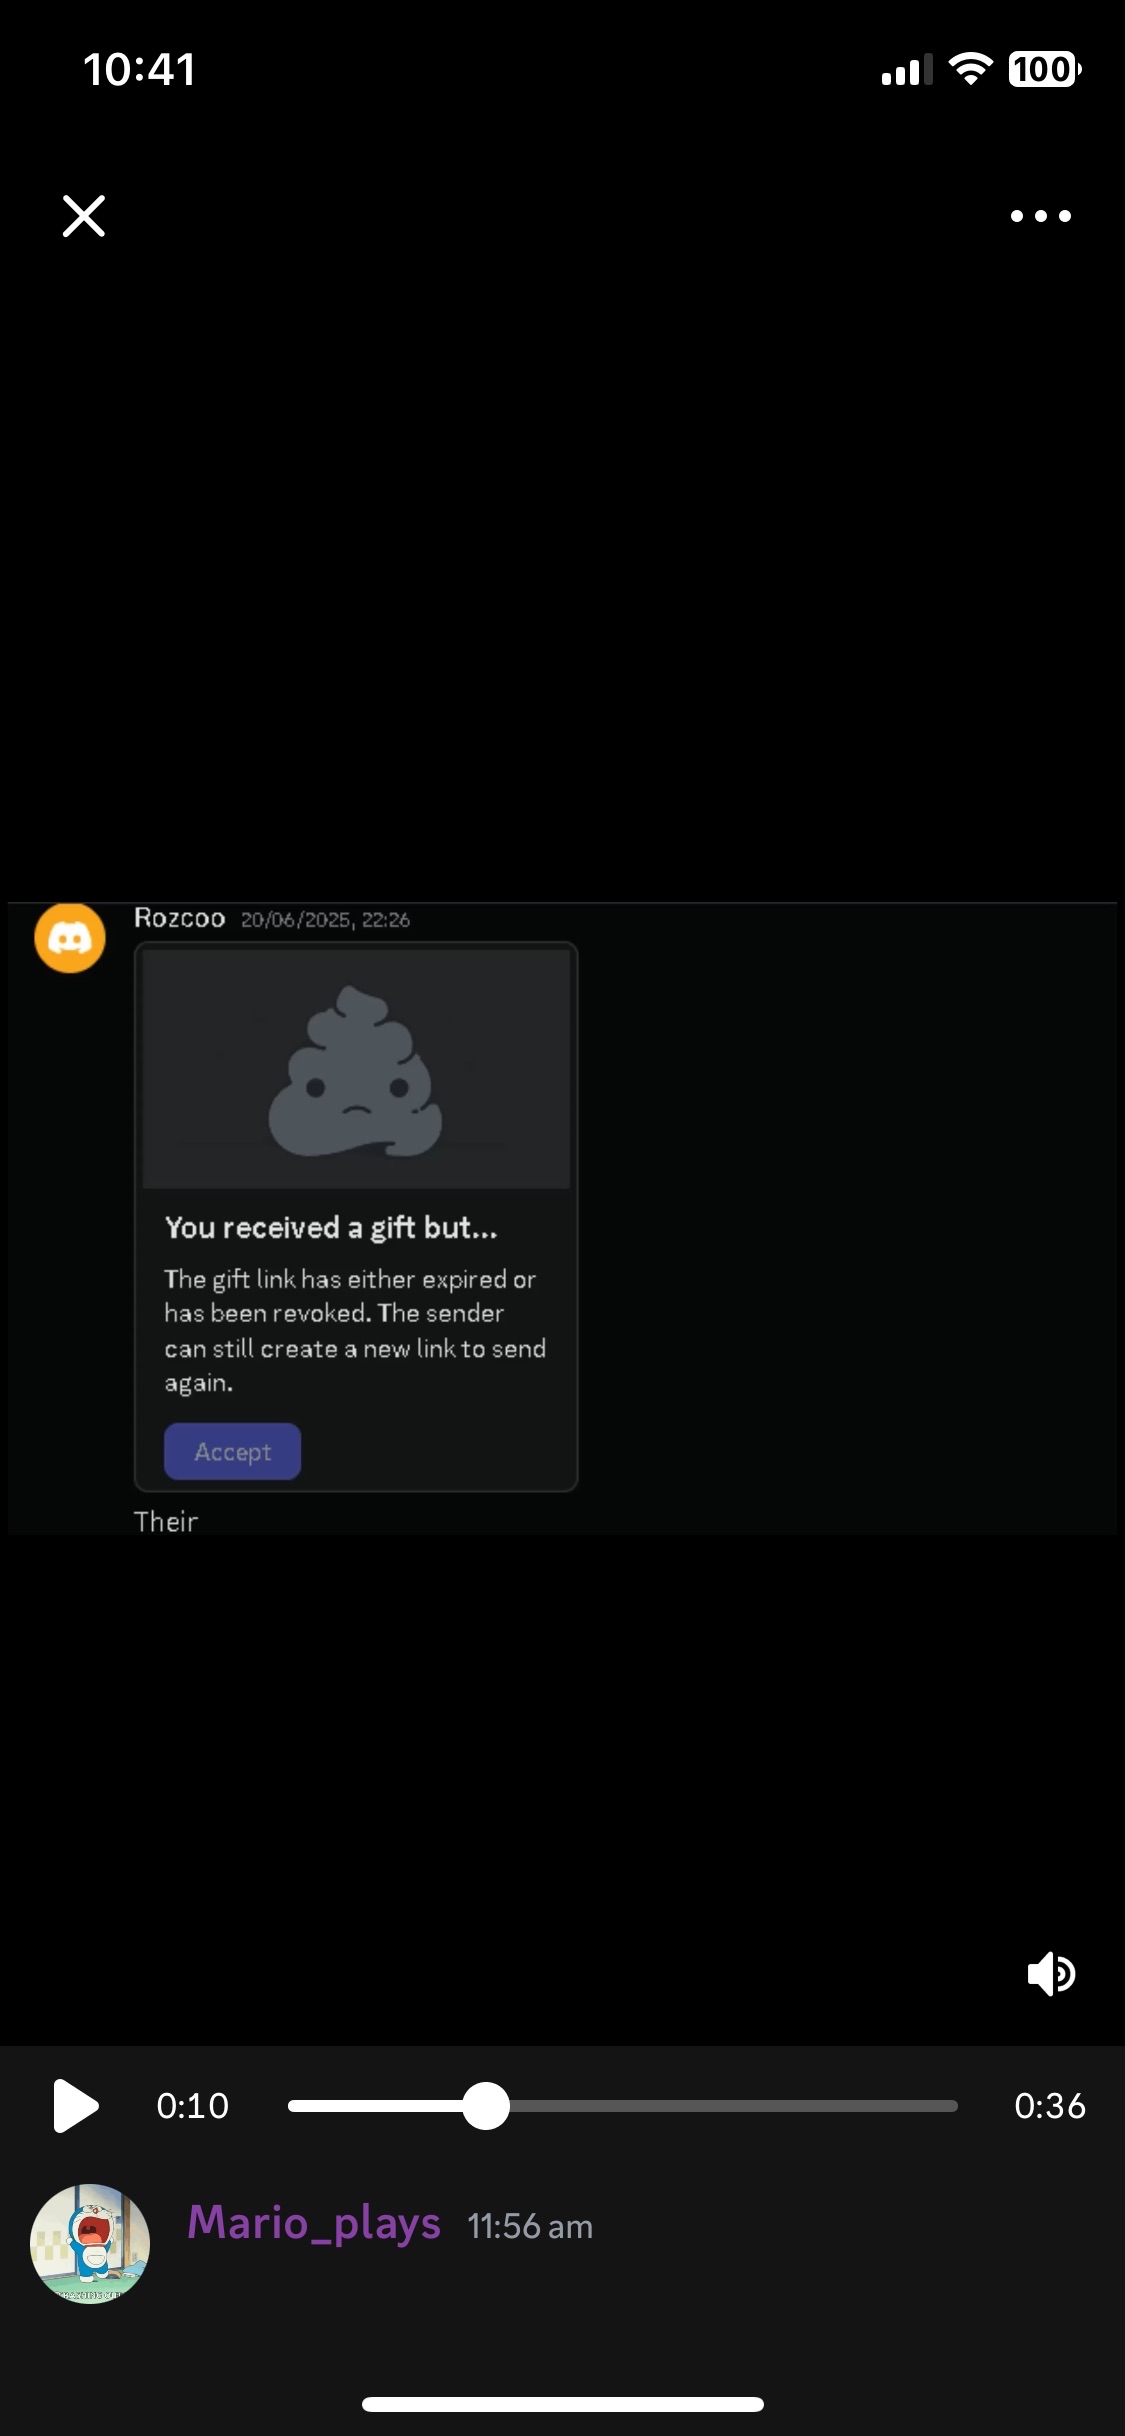 10:41
100
Rozcoo 20/06/2025, 22:26
You received a gift but...
The gift link has either expired or
has been revoked. The sender
can still create a new link to send
again.
Accept
Their
0:10
0:36
Mario_plays 11:56 am